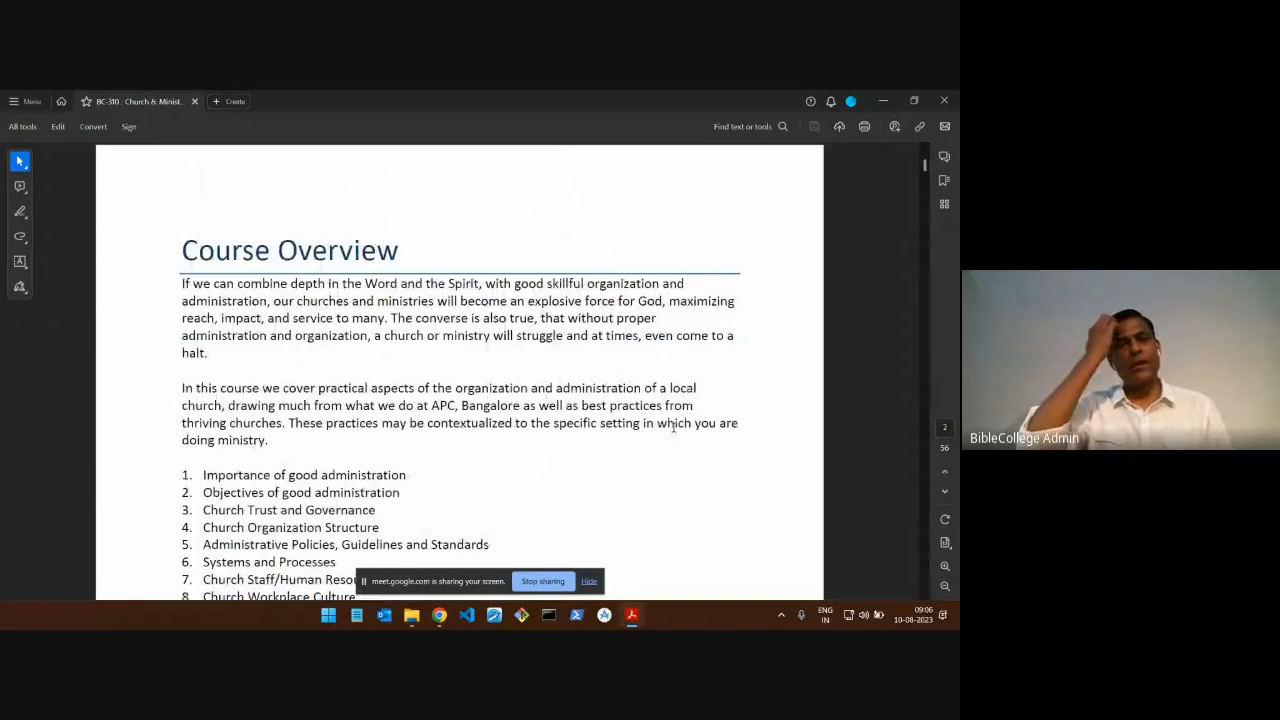 Menu
BC-310 : Church & Minist...
Create
All tools
Edit
Convert
Sign
Find text or tools
Course Overview
If we can combine depth in the Word and the Spirit, with good skillful organization and
administration, our churches and ministries will become an explosive force for God, maximizing
reach, impact, and service to many. The converse is also true, that without proper
administration and organization, a church or ministry will struggle and at times, even come to a
halt.
In this course we cover practical aspects of the organization and administration of a local
church, drawing much from what we do at APC, Bangalore as well as best practices from
thriving churches. These practices may be contextualized to the specific setting in which you are
doing ministry.
1. Importance of good administration
2. Objectives of good administration
3. Church Trust and Governance
4. Church Organization Structure
5. Administrative Policies, Guidelines and Standards
6. Systems and Processes
7. Church Staff/Human Resou
8. Church Workplace Culture
meet.google.com is sharing your screen.
Stop sharing
Hide
2
56
ENG
IN
09:06
10-08-2023
BibleCollege Admin